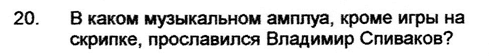 20. В каком музыкальном амплуа, кроме игры на
скрипке, прославился Владимир Спиваков?